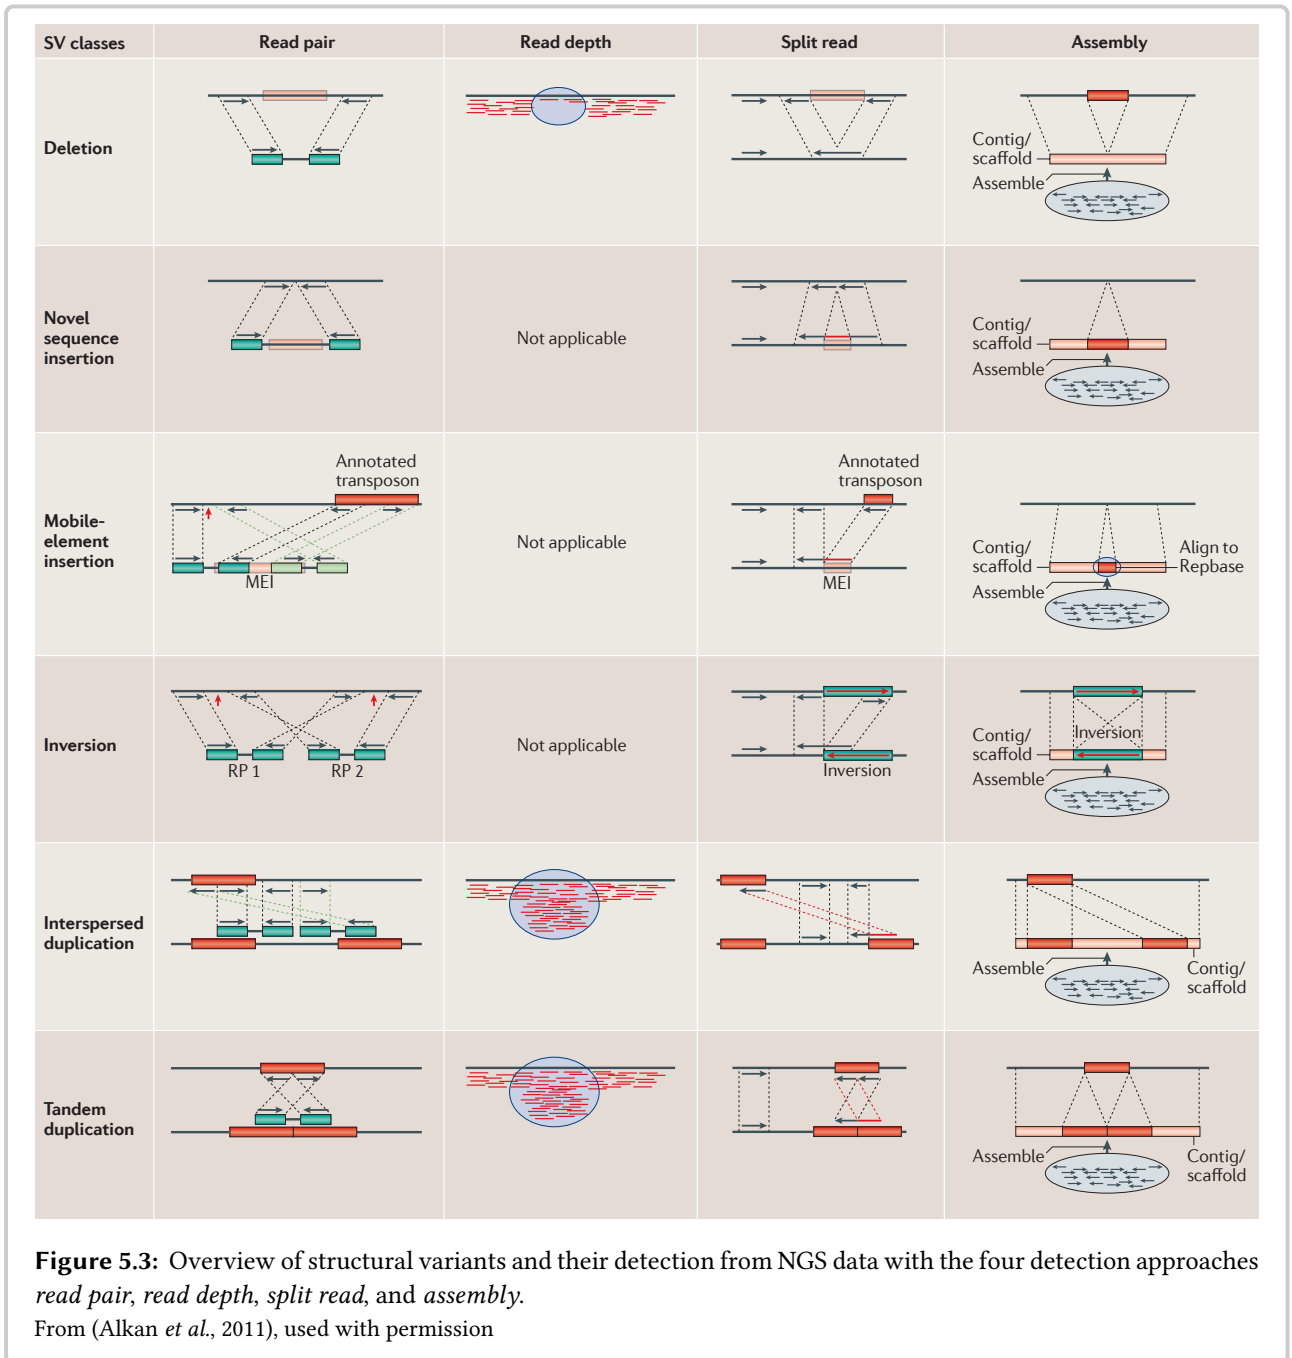 SV classes Read pair Read depth Split read Assembly
Deletion
Contig/
scaffold
Assemble
Novel
sequence
insertion
Not applicable
Contig/
scaffold
Assemble
Mobile-
element
insertion
Annotated
transposon
MEI
Not applicable
Annotated
transposon
MEI
Contig/
scaffold
Assemble
Align to
Repbase
Inversion
RP 1 RP 2
Not applicable
Inversion
Inversion
Contig/
scaffold
Assemble
Interspersed
duplication
Assemble
Contig/
scaffold
Tandem
duplication
Assemble
Contig/
scaffold
Figure 5.3: Overview of structural variants and their detection from NGS data with the four detection approaches
read pair, read depth, split read, and assembly.
From (Alkan et al., 2011), used with permission